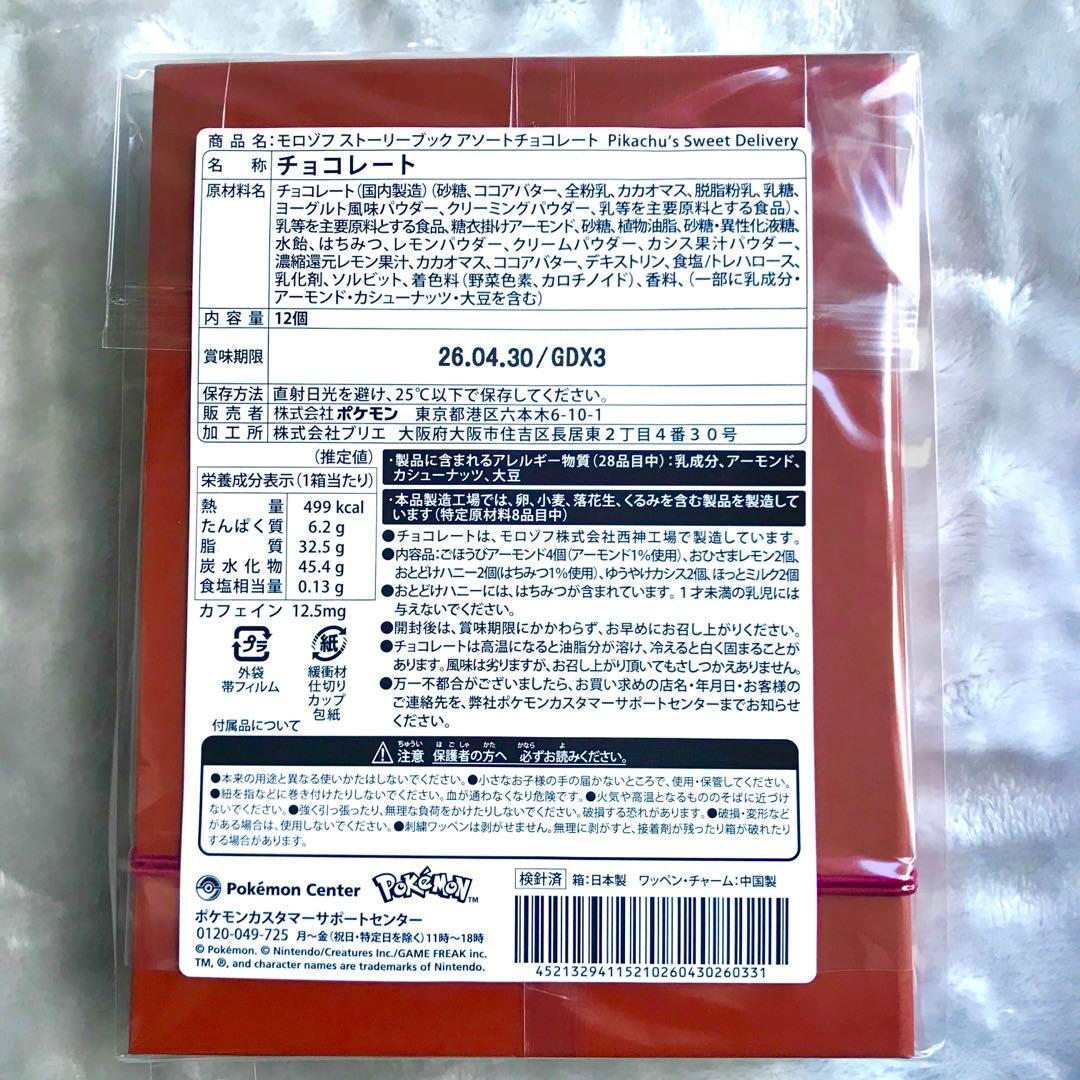 商品名:モロゾフ ストーリーブック アソートチョコレート Pikachu's Sweet Delivery
名称 チョコレート
原材料名 チョコレート(国内製造)(砂糖、ココアバター、全粉乳、カカオマス、脱脂粉乳、乳糖、
ヨーグルト風味パウダー、クリーミングパウダー、乳等を主要原料とする食品)、
乳等を主要原料とする食品、糖衣掛けアーモンド、砂糖、植物油脂、砂糖・異性化液糖、
水飴、はちみつ、レモンパウダー、クリームパウダー、カシス果汁パウダー、
濃縮還元レモン果汁、カカオマス、ココアバター、デキストリン、食塩/トレハロース、
乳化剤、ソルビット、着色料(野菜色素、カロチノイド)、香料、(一部に乳成分・
アーモンド・カシューナッツ・大豆を含む)
内容量 12個
賞味期限 26.04.30/GDX3
保存方法 直射日光を避け、25℃以下で保存してください。
販売者 株式会社ポケモン 東京都港区六本木6-10-1
加工所 株式会社ブリエ 大阪府大阪市住吉区長居東2丁目4番30号
(推定値)
栄養成分表示(1箱当たり)
熱量 499 kcal
たんぱく質 6.2 g
脂質 32.5 g
炭水化物 45.4 g
食塩相当量 0.13 g
カフェイン 12.5mg
プラ
外袋
帯フィルム
紙
緩衝材
仕切り
カップ
包紙
・製品に含まれるアレルギー物質(28品目中):乳成分、アーモンド、
カシューナッツ、大豆
・本品製造工場では、卵、小麦、落花生、くるみを含む製品を製造して
います(特定原材料8品目中)
●チョコレートは、モロゾフ株式会社西神工場で製造しています。
●内容品:ごほうびアーモンド4個(アーモンド1%使用)、おひさまレモン2個、
おとどけハニー2個(はちみつ1%使用)、ゆうやけカシス2個、ほっとミルク2個
●おとどけハニーには、はちみつが含まれています。1才未満の乳児には
与えないでください。
●開封後は、賞味期限にかかわらず、お早めにお召し上がりください。
●チョコレートは高温になると油脂分が溶け、冷えると白く固まることが
あります。風味は劣りますが、お召し上がり頂いてもさしつかえありません。
●万一不都合がございましたら、お買い求めの店名・年月日・お客様の
ご連絡先を、弊社ポケモンカスタマーサポートセンターまでお知らせ
ください。
付属品について
ちゅうい ほごしゃ かた かなら よ
注意 保護者の方へ 必ずお読みください。
●本来の用途と異なる使いかたはしないでください。●小さなお子様の手の届かないところで、使用・保管してください。
●紐を指などに巻き付けたりしないでください。血が通わなくなり危険です。●火気や高温となるもののそばに近づけ
ないでください。●強く引っ張ったり、無理な負荷をかけたりしないでください。破損する恐れがあります。●破損・変形など
がある場合は、使用しないでください。●刺繍ワッペンは剥がせません。無理に剥がすと、接着剤が残ったり箱が破れたり
する場合があります。
Pokémon Center POKéMON™
検針済 箱:日本製 ワッペン・チャーム:中国製
ポケモンカスタマーサポートセンター
0120-049-725 月~金(祝日・特定日を除く)11時~18時
© Pokémon. © Nintendo/Creatures Inc./GAME FREAK inc.
TM, ®, and character names are trademarks of Nintendo.
45213294115210260430260331